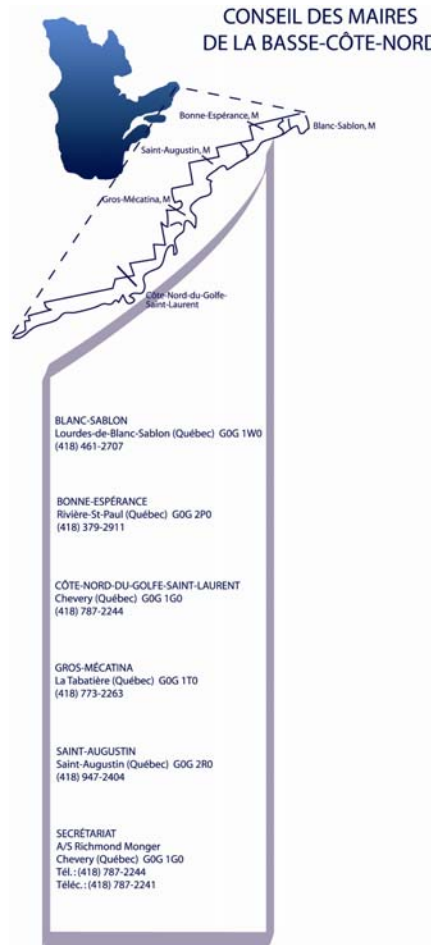 CONSEIL DES MAIRES
DE LA BASSE-CÔTE-NORD
Bonne-Espérance, M
Blanc-Sablon, M
Saint-Augustin, M
Gros-Mécatina, M
Côte-Nord-du-Golfe-
Saint-Laurent
BLANC-SABLON
Lourdes-de-Blanc-Sablon (Québec) G0G 1W0
(418) 461-2707
BONNE-ESPÉRANCE
Rivière-St-Paul (Québec) G0G 2P0
(418) 379-2911
CÔTE-NORD-DU-GOLFE-SAINT-LAURENT
Chevery (Québec) G0G 1G0
(418) 787-2244
GROS-MÉCATINA
La Tabatière (Québec) G0G 1T0
(418) 773-2263
SAINT-AUGUSTIN
Saint-Augustin (Québec) G0G 2R0
(418) 947-2404
SECRÉTARIAT
A/S Richmond Monger
Chevery (Québec) G0G 1G0
Tél. : (418) 787-2244
Téléc. : (418) 787-2241